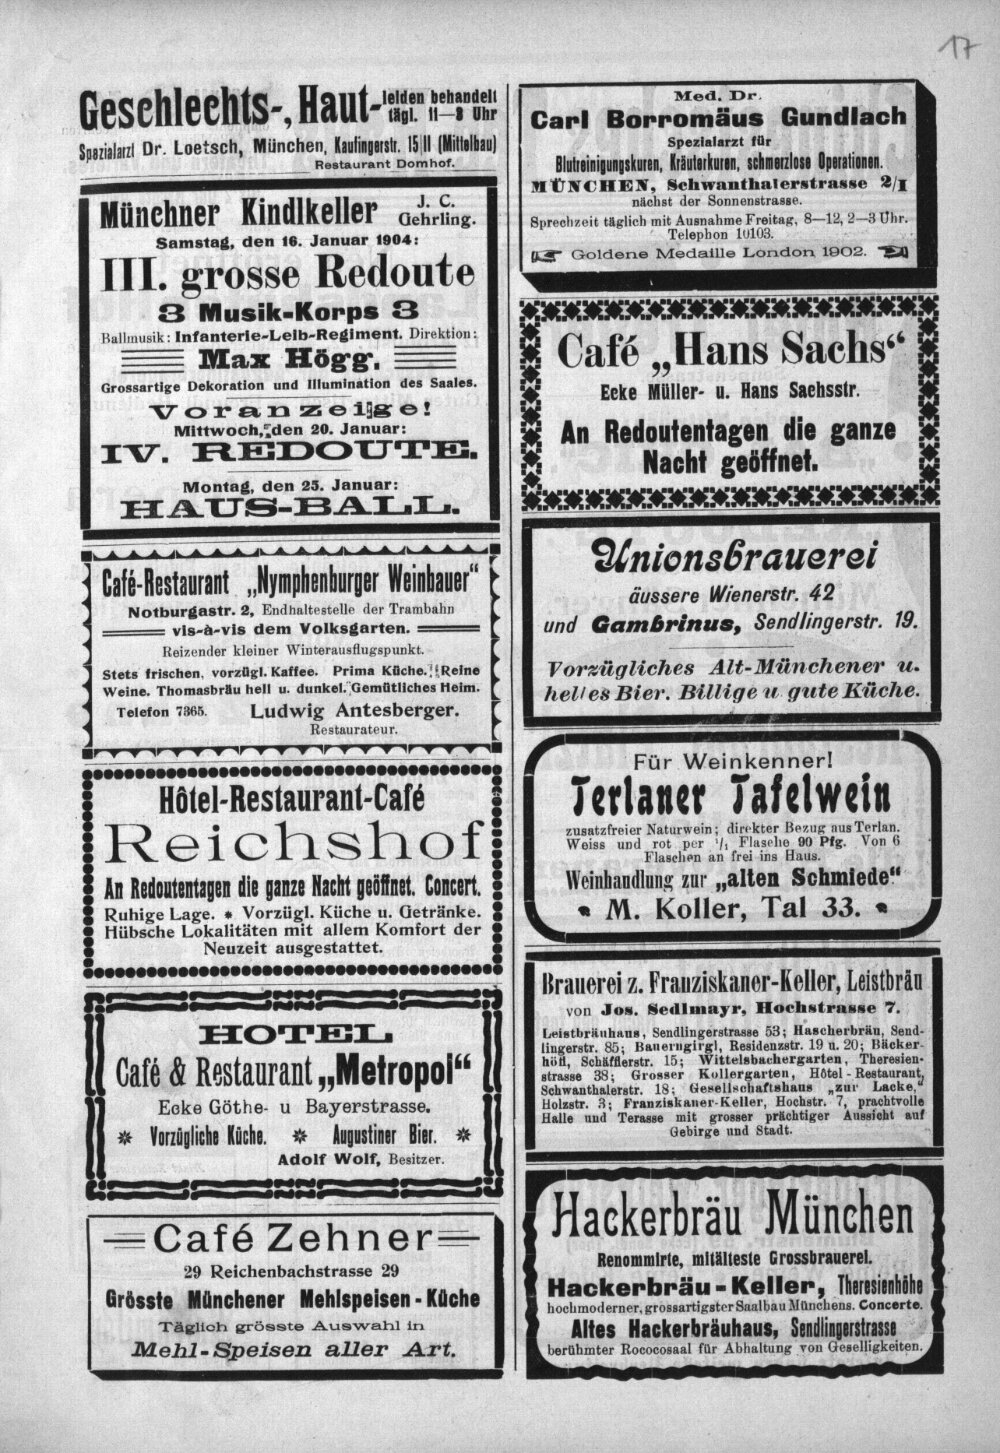 17
Geschlechts-, Haut-leiden behandelt
tägl. 11—8 Uhr
Spezialarzt Dr. Loetsch, München, Kaufingerstr. 15/II (Mittelbau)
Restaurant Domhof.
Münchner Kindlkeller J. C. Gehrling.
Samstag, den 16. Januar 1904:
III. grosse Redoute
3 Musik-Korps 3
Ballmusik: Infanterie-Leib-Regiment. Direktion:
Max Högg,
Grossartige Dekoration und Illumination des Saales.
Voranzeige!
Mittwoch, den 20. Januar:
IV. REDOUTE.
Montag, den 25. Januar:
HAUS-BALL.
Café-Restaurant „Nymphenburger Weinbauer“
Notburgastr. 2, Endhaltestelle der Trambahn
vis-à-vis dem Volksgarten.
Reizender kleiner Winterausflugspunkt.
Stets frischen, vorzügl. Kaffee. Prima Küche. Reine
Weine. Thomasbräu hell u. dunkel. Gemütliches Heim.
Telefon 7365. Ludwig Antesberger.
Restaurateur.
Hôtel-Restaurant-Café
Reichshof
An Redoutentagen die ganze Nacht geöffnet. Concert.
Ruhige Lage. * Vorzügl. Küche u. Getränke.
Hübsche Lokalitäten mit allem Komfort der
Neuzeit ausgestattet.
HOTEL
Café & Restaurant „Metropol“
Ecke Göthe- u Bayerstrasse.
* Vorzügliche Küche. * Augustiner Bier. *
Adolf Wolf, Besitzer.
Café Zehner
29 Reichenbachstrasse 29
Grösste Münchener Mehlspeisen-Küche
Täglich grösste Auswahl in
Mehl-Speisen aller Art.
Med. Dr.
Carl Borromäus Gundlach
Spezialarzt für
Blutreinigungskuren, Kräuterkuren, schmerzlose Operationen.
MÜNCHEN, Schwanthalerstrasse 2/I
nächst der Sonnenstrasse.
Sprechzeit täglich mit Ausnahme Freitag, 8—12, 2—3 Uhr.
Telephon 10103.
Goldene Medaille London 1902.
Café „Hans Sachs“
Ecke Müller- u. Hans Sachsstr.
An Redoutentagen die ganze
Nacht geöffnet.
Unionsbrauerei
äussere Wienerstr. 42
und Gambrinus, Sendlingerstr. 19.
Vorzügliches Alt-Münchener u.
helles Bier. Billige u gute Küche.
Für Weinkenner!
Terlaner Tafelwein
zusatzfreier Naturwein; direkter Bezug aus Terlan.
Weiss und rot per 1/1 Flasche 90 Pfg. Von 6
Flaschen an frei ins Haus.
Weinhandlung zur „alten Schmiede“
M. Koller, Tal 33.
Brauerei z. Franziskaner-Keller, Leistbräu
von Jos. Sedlmayr, Hochstrasse 7.
Leistbräuhaus, Sendlingerstrasse 53; Hascherbräu, Send-
lingerstr. 85; Bauerngirgl, Residenzstr. 19 u. 20; Bäcker-
höfl, Schäfflerstr. 15; Wittelsbachergarten, Theresien-
strasse 38; Grosser Kollergarten, Hôtel-Restaurant,
Schwanthalerstr. 18; Gesellschaftshaus „zur Lacke,“
Holzstr. 3; Franziskaner-Keller, Hochstr. 7, prachtvolle
Halle und Terasse mit grosser prächtiger Aussicht auf
Gebirge und Stadt.
Hackerbräu München
Renommirte, mitälteste Grossbrauerei.
Hackerbräu-Keller, Theresienhöhe
hochmoderner, grossartigster Saalbau Münchens. Concerte.
Altes Hackerbräuhaus, Sendlingerstrasse
berühmter Rococosaal für Abhaltung von Geselligkeiten.